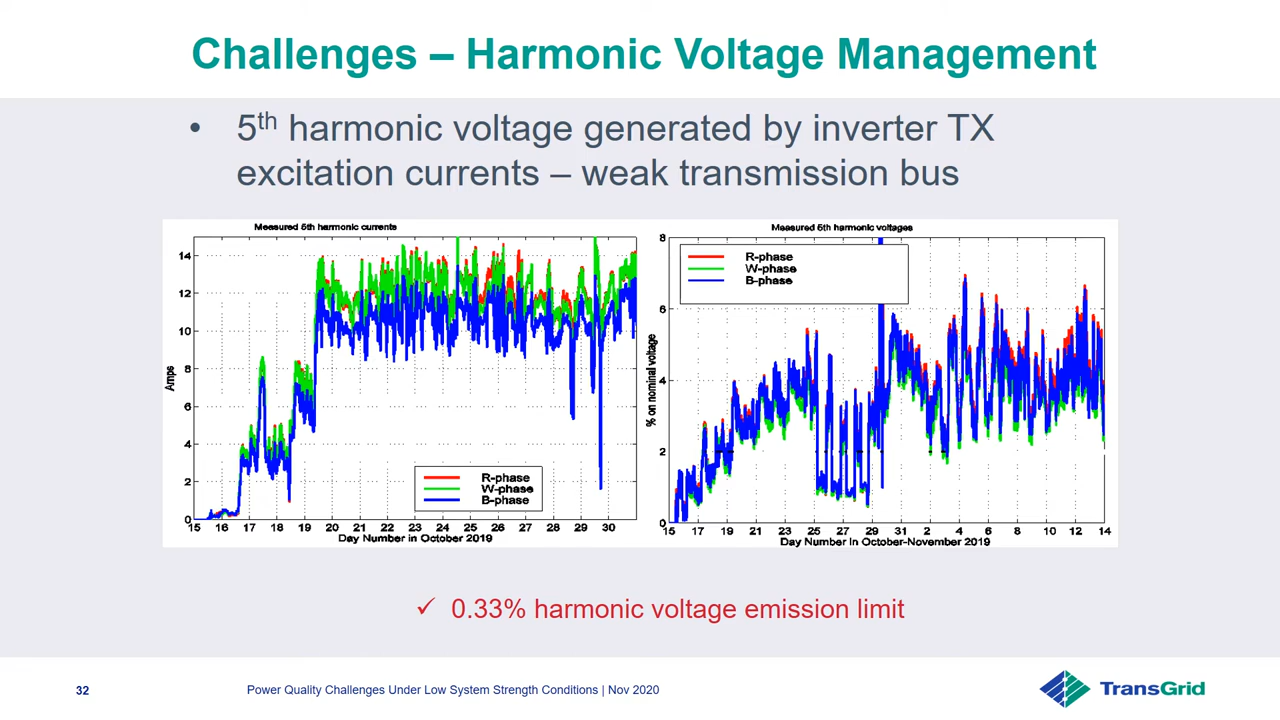 Challenges – Harmonic Voltage Management
• 5th harmonic voltage generated by inverter TX
excitation currents – weak transmission bus
Measured 5th harmonic currents
14
12
10
8
6
4
2
0
Amps
R-phase
W-phase
B-phase
15 16 17 18 19 20 21 22 23 24 25 26 27 28 29 30
Day Number in October 2019
Measured 5th harmonic voltages
8
6
4
2
0
% on nominal voltage
R-phase
W-phase
B-phase
15 17 19 21 23 25 27 29 31 2 4 6 8 10 12 14
Day Number in October-November 2019
✓ 0.33% harmonic voltage emission limit
32
Power Quality Challenges Under Low System Strength Conditions | Nov 2020
TransGrid